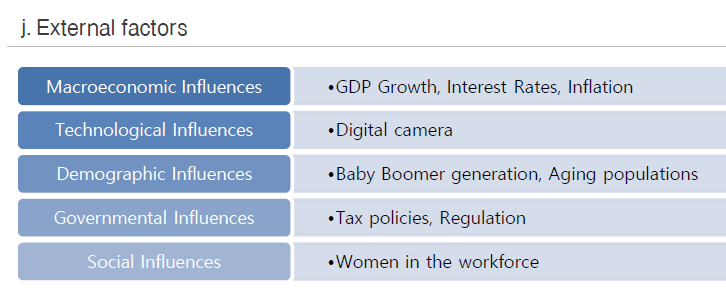 j. External factors
Macroeconomic Influences
•GDP Growth, Interest Rates, Inflation
Technological Influences
•Digital camera
Demographic Influences
•Baby Boomer generation, Aging populations
Governmental Influences
•Tax policies, Regulation
Social Influences
•Women in the workforce